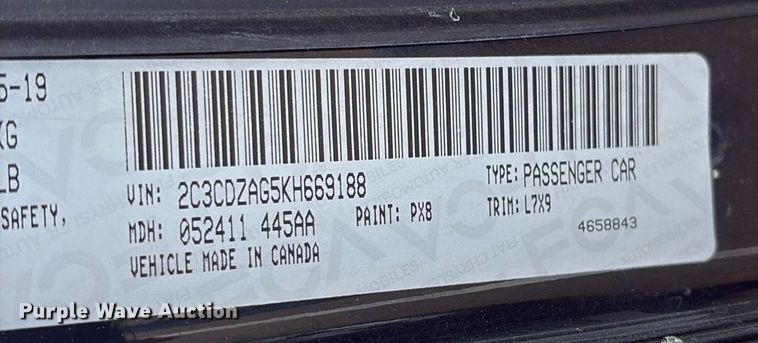 5-19
KG
LB
SAFETY,
VIN: 2C3CDZAG5KH669188
TYPE: PASSENGER CAR
MDH: 052411 445AA
PAINT: PX8
TRIM: L7X9
VEHICLE MADE IN CANADA
4658843
Purple Wave Auction